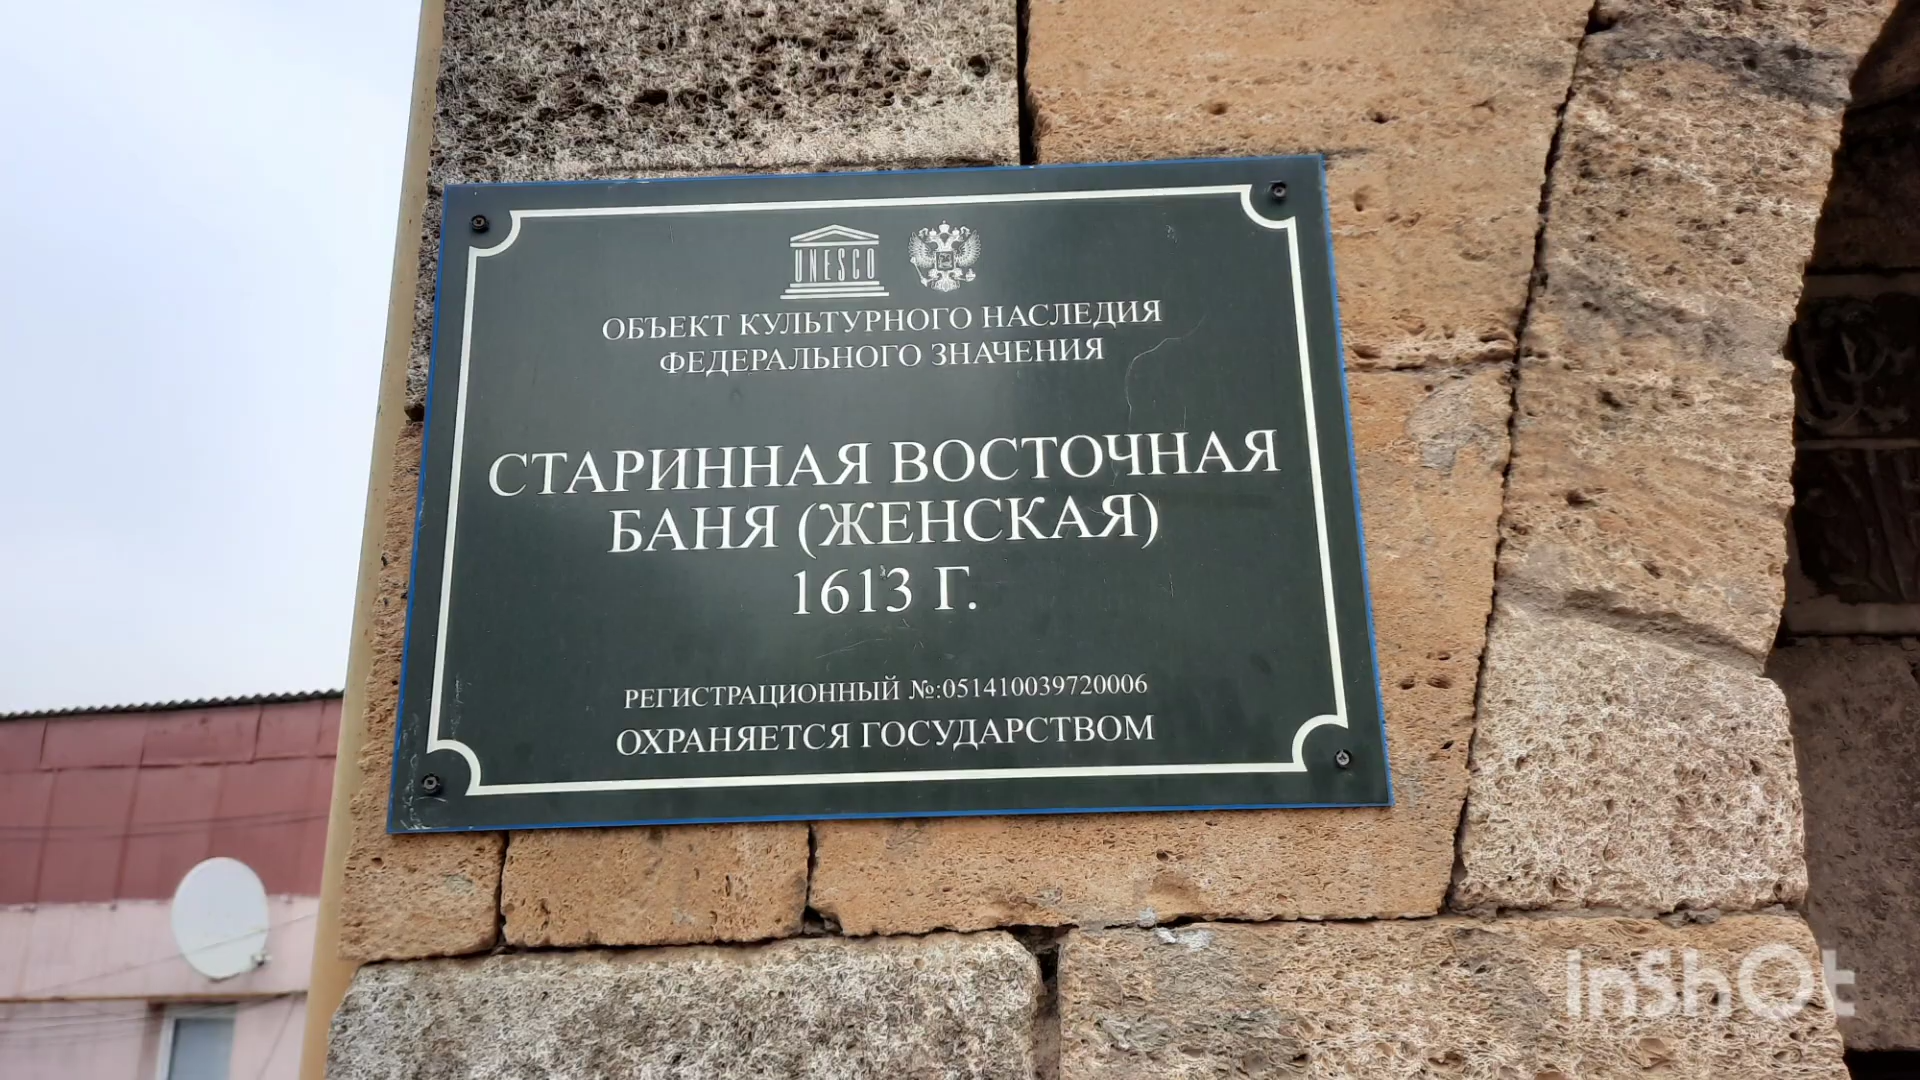 UNESCO
ОБЪЕКТ КУЛЬТУРНОГО НАСЛЕДИЯ
ФЕДЕРАЛЬНОГО ЗНАЧЕНИЯ
СТАРИННАЯ ВОСТОЧНАЯ
БАНЯ (ЖЕНСКАЯ)
1613 Г.
РЕГИСТРАЦИОННЫЙ №:051410039720006
ОХРАНЯЕТСЯ ГОСУДАРСТВОМ
InShOt